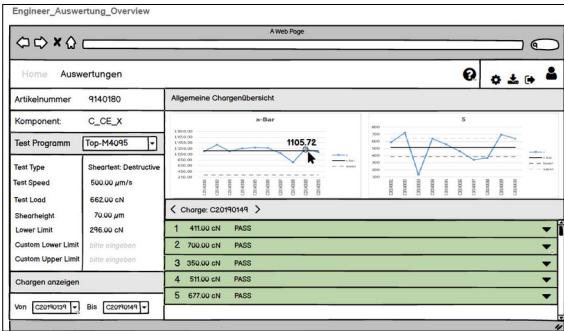 Engineer_Auswertung_Overview
A Web Page
Home Auswertungen
Artikelnummer 9140180
Allgemeine Chargenübersicht
Komponent: C_CE_X
Test Programm Top-M4095
x-Bar
S
1105.72
Test Type Sheartest: Destructive
Test Speed 500.00 µm/s
Test Load 662.00 cN
Shearheight 70.00 µm
Lower Limit 296.00 cN
Custom Lower Limit bitte eingeben
Custom Upper Limit bitte eingeben
Chargen anzeigen
Von C20190139 Bis C20190149
< Charge: C20190149 >
1 411.00 cN PASS
2 700.00 cN PASS
3 350.00 cN PASS
4 511.00 cN PASS
5 677.00 cN PASS